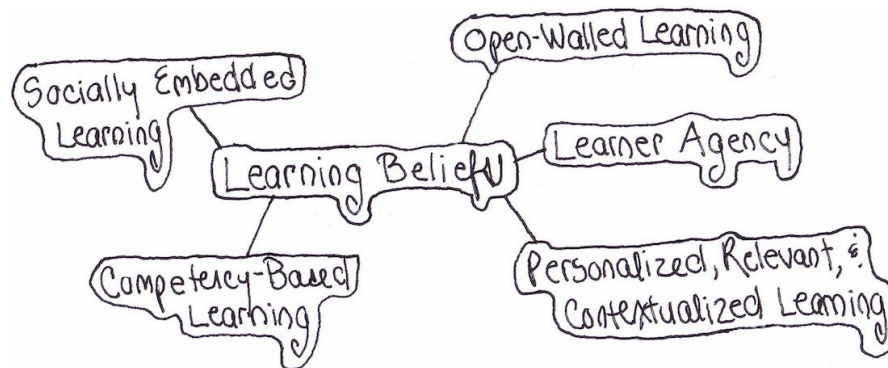 Open-Walled Learning
Socially Embedded
Learning
Learner Agency
Learning Beliefs
Personalized, Relevant, &
Contextualized Learning
Competency-Based
Learning